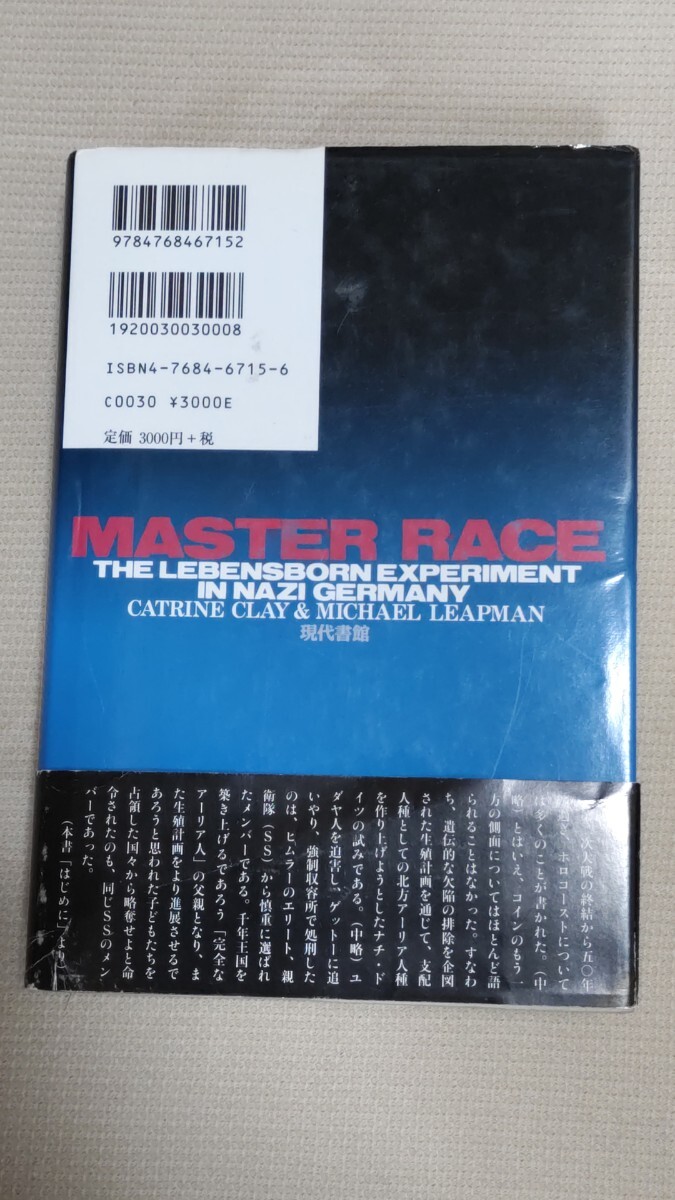 9784768467152
1920030030008
ISBN4-7684-6715-6
C0030 ¥3000E
定価 3000円+税
MASTER RACE
THE LEBENSBORN EXPERIMENT
IN NAZI GERMANY
CATRINE CLAY & MICHAEL LEAPMAN
現代書館
次大戦の終結から五〇年
ホロコーストについて
は多くのことが書かれた。(中
略)とはいえ、コインのもう一
方の側面についてはほとんど語
られることはなかった。すなわ
ち、遺伝的な欠陥の排除を企図
された生殖計画を通じて、支配
人種としての北方アーリア人種
を作り上げようとしたナチ・ド
イツの試みである。(中略)ユ
ダヤ人を迫害し、ゲットーに追
いやり、強制収容所で処刑した
のは、ヒムラーのエリート、親
衛隊(SS)から慎重に選ばれ
たメンバーである。千年王国を
築き上げるであろう「完全な
アーリア人」の父親となり、ま
た生殖計画をより進展させるで
あろうと思われた子どもたちを
占領した国々から略奪せよと命
令されたのも、同じSSのメン
バーであった。
(本書「はじめに」より)